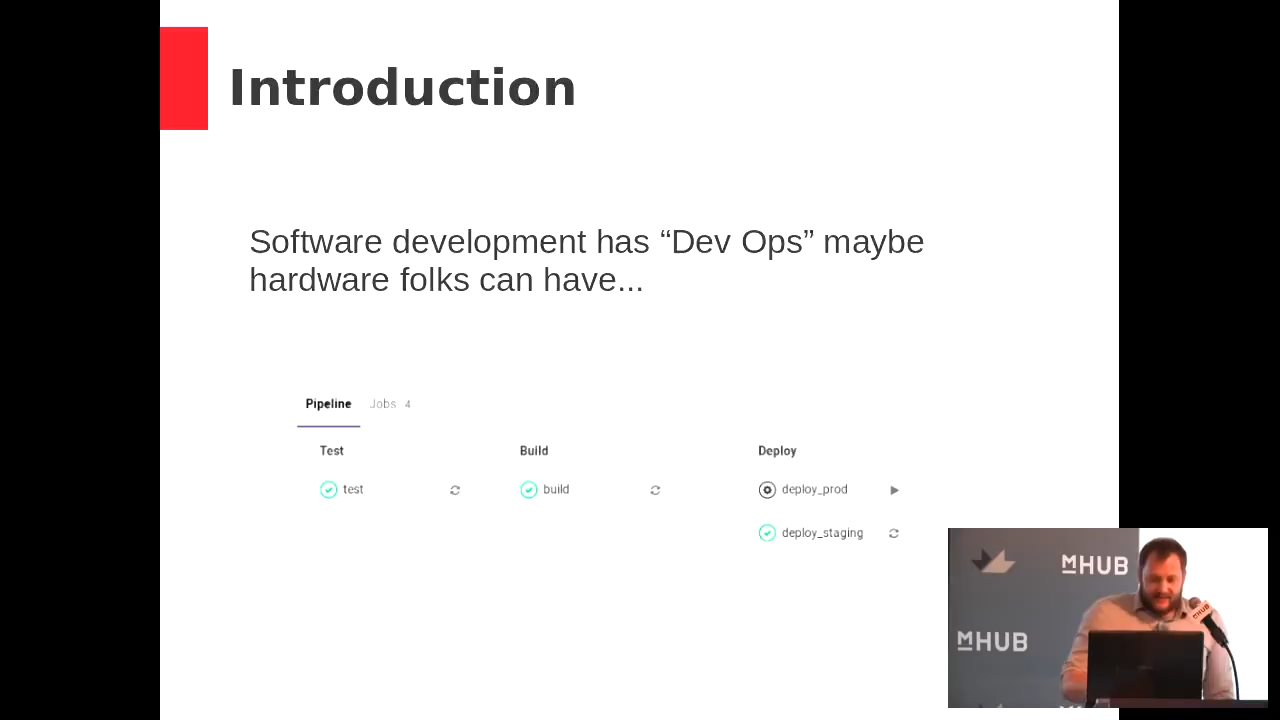 Introduction
Software development has “Dev Ops” maybe
hardware folks can have...
Pipeline Jobs 4
Test Build Deploy
test build deploy_prod
deploy_staging
MHUB
MHUB
MHUB